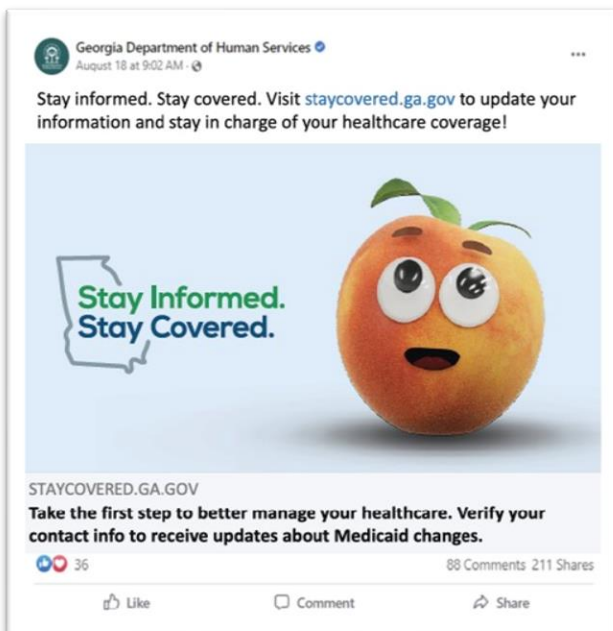 Georgia Department of Human Services
August 18 at 9:02 AM ·
Stay informed. Stay covered. Visit staycovered.ga.gov to update your
information and stay in charge of your healthcare coverage!
Stay Informed.
Stay Covered.
STAYCOVERED.GA.GOV
Take the first step to better manage your healthcare. Verify your
contact info to receive updates about Medicaid changes.
36 88 Comments 211 Shares
Like Comment Share